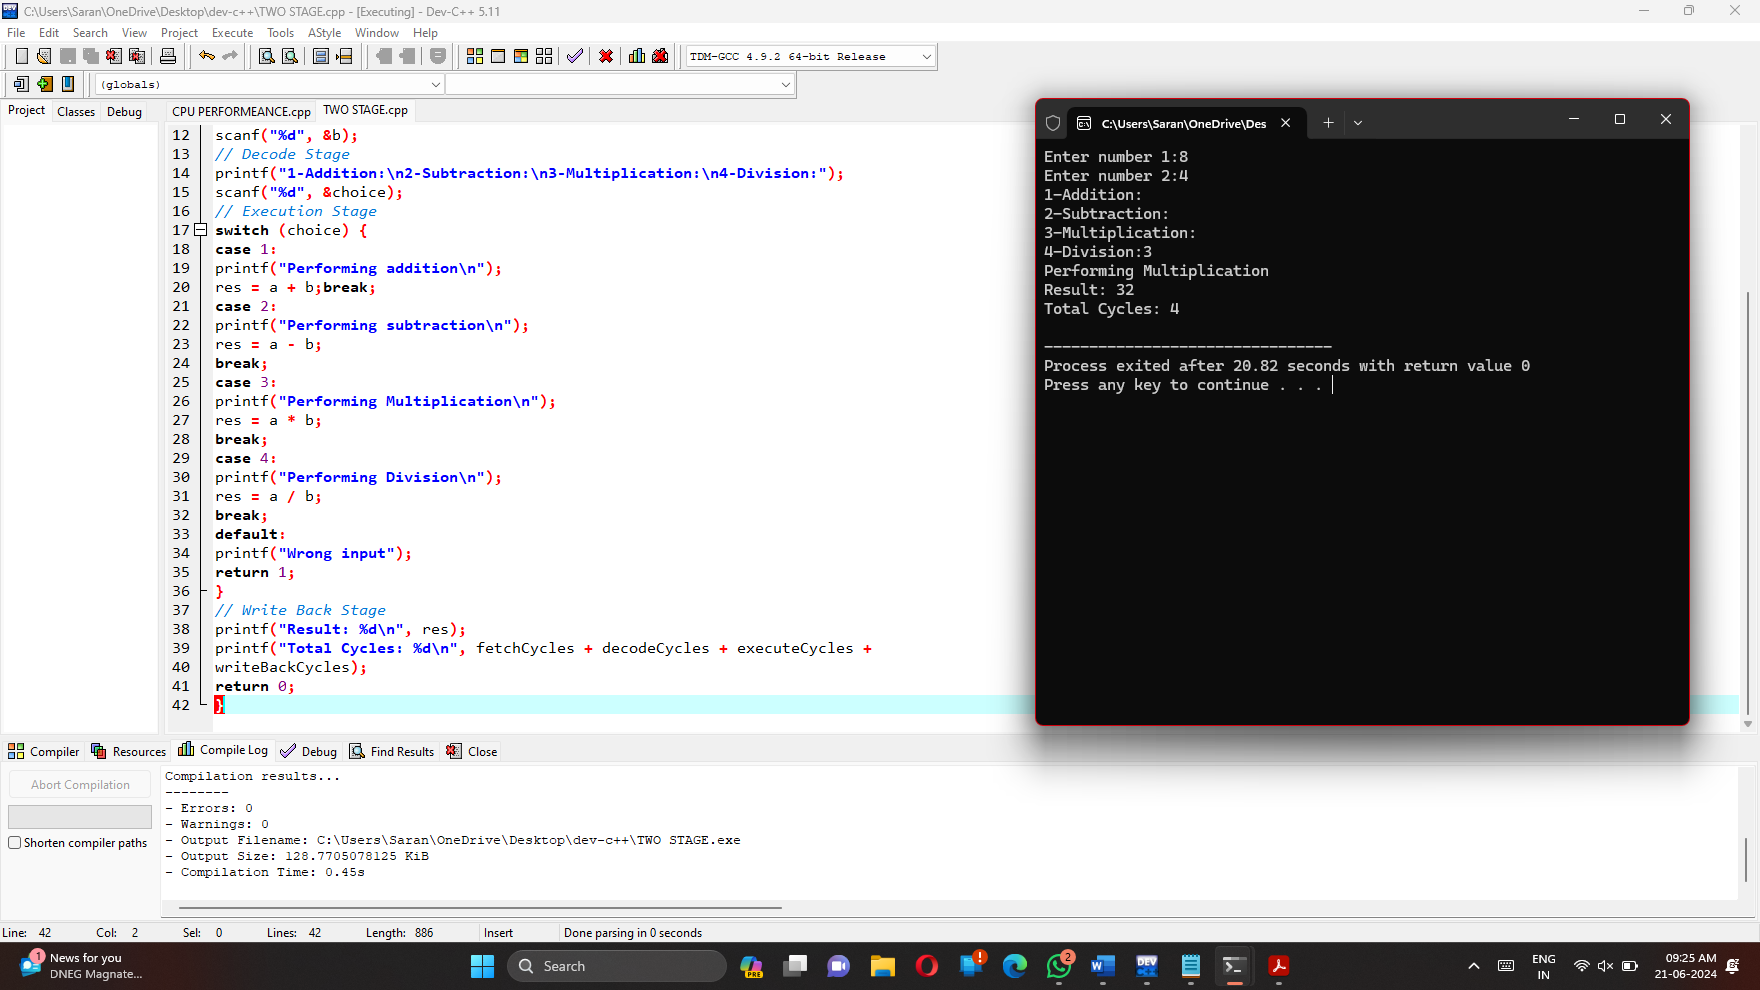 C:\Users\Saran\OneDrive\Desktop\dev-c++\TWO STAGE.cpp - [Executing] - Dev-C++ 5.11
File Edit Search View Project Execute Tools AStyle Window Help
TDM-GCC 4.9.2 64-bit Release
(globals)
Project Classes Debug
CPU PERFORMEANCE.cpp TWO STAGE.cpp
12 scanf("%d", &b);
13 // Decode Stage
14 printf("1-Addition:\n2-Subtraction:\n3-Multiplication:\n4-Division:");
15 scanf("%d", &choice);
16 // Execution Stage
17 switch (choice) {
18 case 1:
19 printf("Performing addition\n");
20 res = a + b;break;
21 case 2:
22 printf("Performing subtraction\n");
23 res = a - b;
24 break;
25 case 3:
26 printf("Performing Multiplication\n");
27 res = a * b;
28 break;
29 case 4:
30 printf("Performing Division\n");
31 res = a / b;
32 break;
33 default:
34 printf("Wrong input");
35 return 1;
36 }
37 // Write Back Stage
38 printf("Result: %d\n", res);
39 printf("Total Cycles: %d\n", fetchCycles + decodeCycles + executeCycles +
40 writeBackCycles);
41 return 0;
42 }
C:\Users\Saran\OneDrive\Des
Enter number 1:8
Enter number 2:4
1-Addition:
2-Subtraction:
3-Multiplication:
4-Division:3
Performing Multiplication
Result: 32
Total Cycles: 4
--------------------------------
Process exited after 20.82 seconds with return value 0
Press any key to continue . . .
Compiler Resources Compile Log Debug Find Results Close
Abort Compilation
Shorten compiler paths
Compilation results...
--------
- Errors: 0
- Warnings: 0
- Output Filename: C:\Users\Saran\OneDrive\Desktop\dev-c++\TWO STAGE.exe
- Output Size: 128.7705078125 KiB
- Compilation Time: 0.45s
Line: 42 Col: 2 Sel: 0 Lines: 42 Length: 886 Insert Done parsing in 0 seconds
1
News for you
DNEG Magnate...
Search
PRE
2
DEV
ENG
IN
09:25 AM
21-06-2024